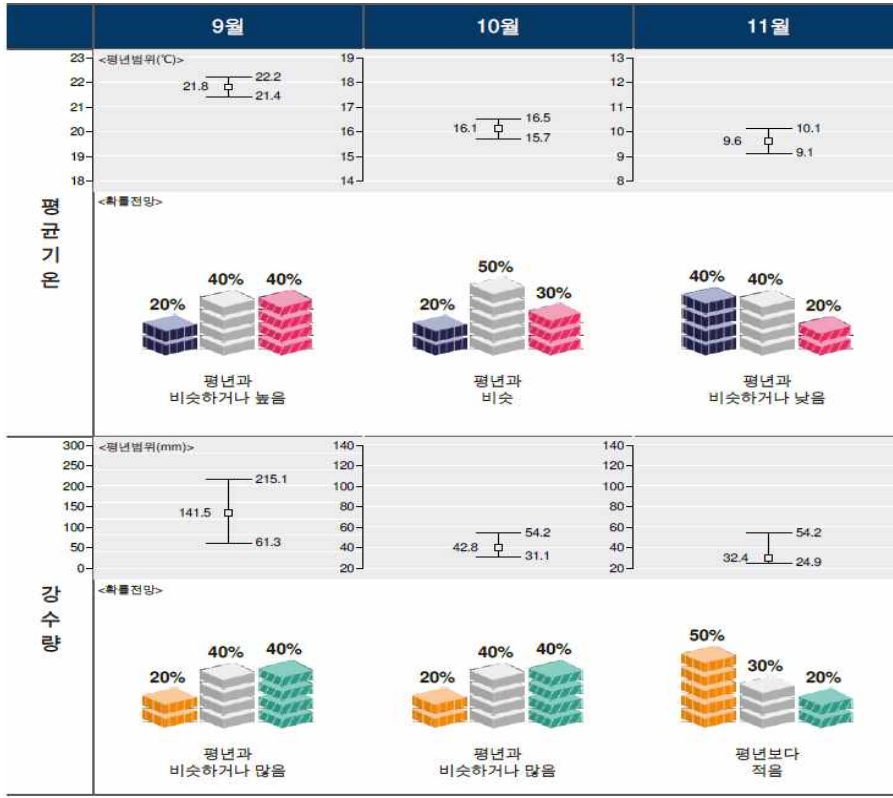 9월 10월 11월
평균기온
<평년범위(℃)>
23 22 21 20 19 18
22.2
21.8
21.4
19 18 17 16 15 14
16.5
16.1
15.7
13 12 11 10 9 8
10.1
9.6
9.1
<확률전망>
20% 40% 40%
평년과
비슷하거나 높음
20% 50% 30%
평년과
비슷
40% 40% 20%
평년과
비슷하거나 낮음
강수량
<평년범위(mm)>
300 250 200 150 100 50 0
215.1
141.5
61.3
140 120 100 80 60 40 20
54.2
42.8
31.1
140 120 100 80 60 40 20
54.2
32.4
24.9
<확률전망>
20% 40% 40%
평년과
비슷하거나 많음
20% 40% 40%
평년과
비슷하거나 많음
50% 30% 20%
평년보다
적음